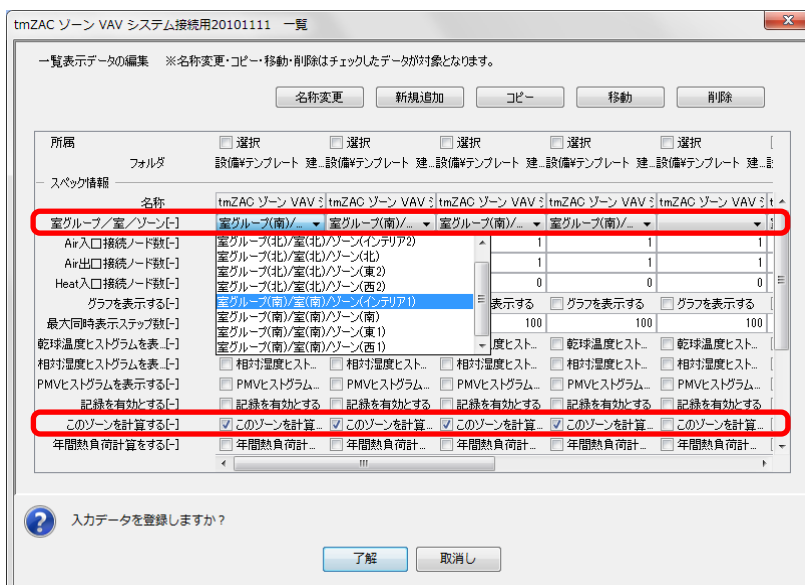 tmZAC ゾーン VAV システム接続用20101111 一覧
一覧表示データの編集 ※名称変更・コピー・移動・削除はチェックしたデータが対象となります。
名称変更 新規追加 コピー 移動 削除
所属 選択 選択 選択 選択 選択
フォルダ 設備¥テンプレート 建... 設備¥テンプレート 建... 設備¥テンプレート 建... 設備¥テンプレート 建... 設備¥テンプレート 建...
スペック情報
名称 tmZAC ゾーン VAV tmZAC ゾーン VAV tmZAC ゾーン VAV tmZAC ゾーン VAV tmZAC ゾーン VAV
室グループ/室/ゾーン[-] 室グループ(南)/... 室グループ(南)/... 室グループ(南)/... 室グループ(南)/...
Air入口接続ノード数[-] 室グループ(北)/室(北)/ゾーン(インテリア2) 1 1 1
室グループ(北)/室(北)/ゾーン(北)
Air出口接続ノード数[-] 室グループ(北)/室(北)/ゾーン(東2) 1 1 1
Heat入口接続ノード数[-] 室グループ(北)/室(北)/ゾーン(西2) 0 0 0
グラフを表示する[-] 室グループ(南)/室(南)/ゾーン(インテリア1) 表示する グラフを表示する グラフを表示する
最大同時表示ステップ数[-] 室グループ(南)/室(南)/ゾーン(南) 100 100 100
室グループ(南)/室(南)/ゾーン(東1)
乾球温度ヒストグラムを表...[-] 室グループ(南)/室(南)/ゾーン(西1) 度ヒスト... 乾球温度ヒスト... 乾球温度ヒスト...
相対湿度ヒストグラムを表...[-] 相対湿度ヒスト... 相対湿度ヒスト... 相対湿度ヒスト... 相対湿度ヒスト... 相対湿度ヒスト...
PMVヒストグラムを表示する[-] PMVヒストグラム... PMVヒストグラム... PMVヒストグラム... PMVヒストグラム... PMVヒストグラム...
記録を有効とする[-] 記録を有効とする 記録を有効とする 記録を有効とする 記録を有効とする 記録を有効とする
このゾーンを計算する[-] このゾーンを計算... このゾーンを計算... このゾーンを計算... このゾーンを計算... このゾーンを計算...
年間熱負荷計算をする[-] 年間熱負荷計... 年間熱負荷計... 年間熱負荷計... 年間熱負荷計... 年間熱負荷計...
入力データを登録しますか?
了解 取消し